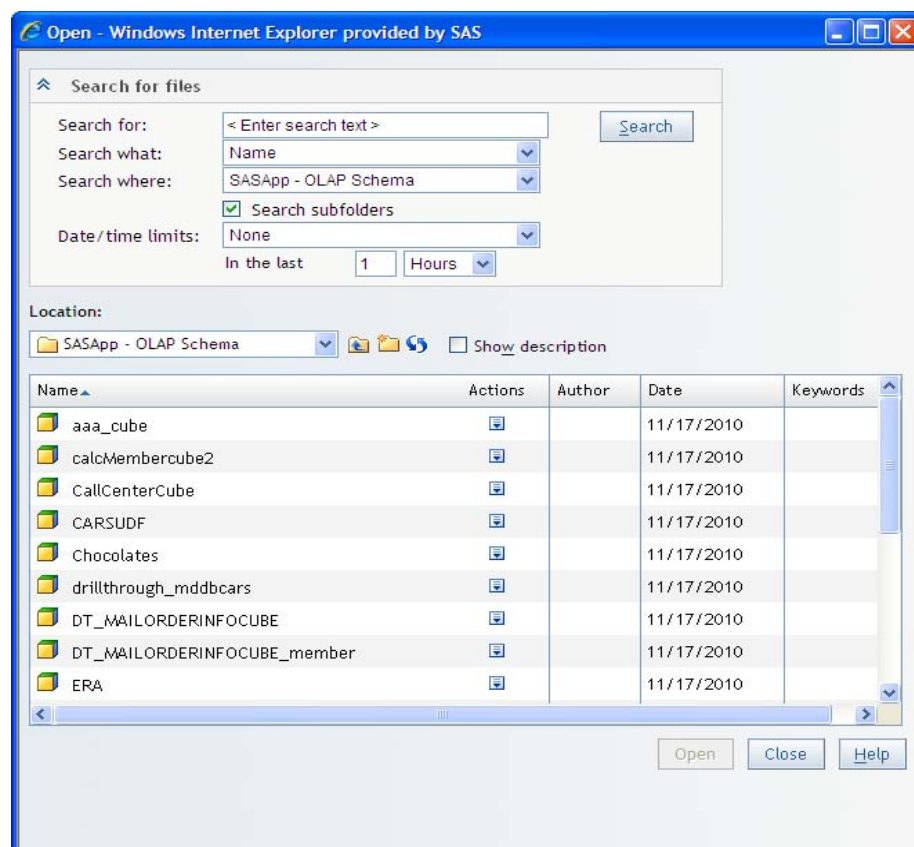 Open - Windows Internet Explorer provided by SAS
Search for files
Search for: < Enter search text > Search
Search what: Name
Search where: SASApp - OLAP Schema
Search subfolders
Date/time limits: None
In the last 1 Hours
Location:
SASApp - OLAP Schema Show description
Name Actions Author Date Keywords
aaa_cube 11/17/2010
calcMembercube2 11/17/2010
CallCenterCube 11/17/2010
CARSUDF 11/17/2010
Chocolates 11/17/2010
drillthrough_mddbcars 11/17/2010
DT_MAILORDERINFOCUBE 11/17/2010
DT_MAILORDERINFOCUBE_member 11/17/2010
ERA 11/17/2010
Open Close Help